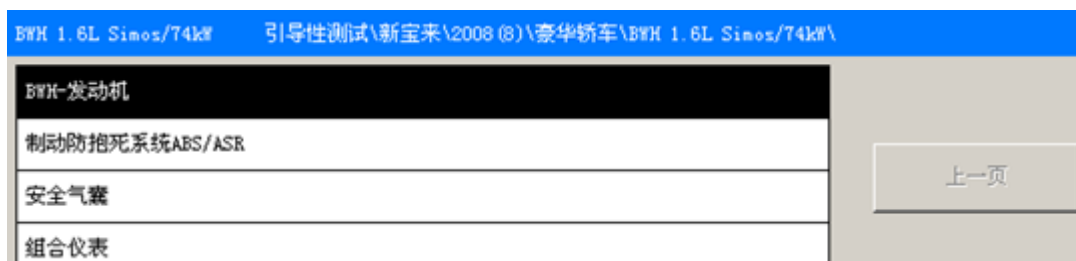 BWH 1.6L Simos/74kW 引导性测试\新宝来\2008(8)\豪华轿车\BWH 1.6L Simos/74kW\
BWH-发动机
制动防抱死系统ABS/ASR
上一页
安全气囊
组合仪表